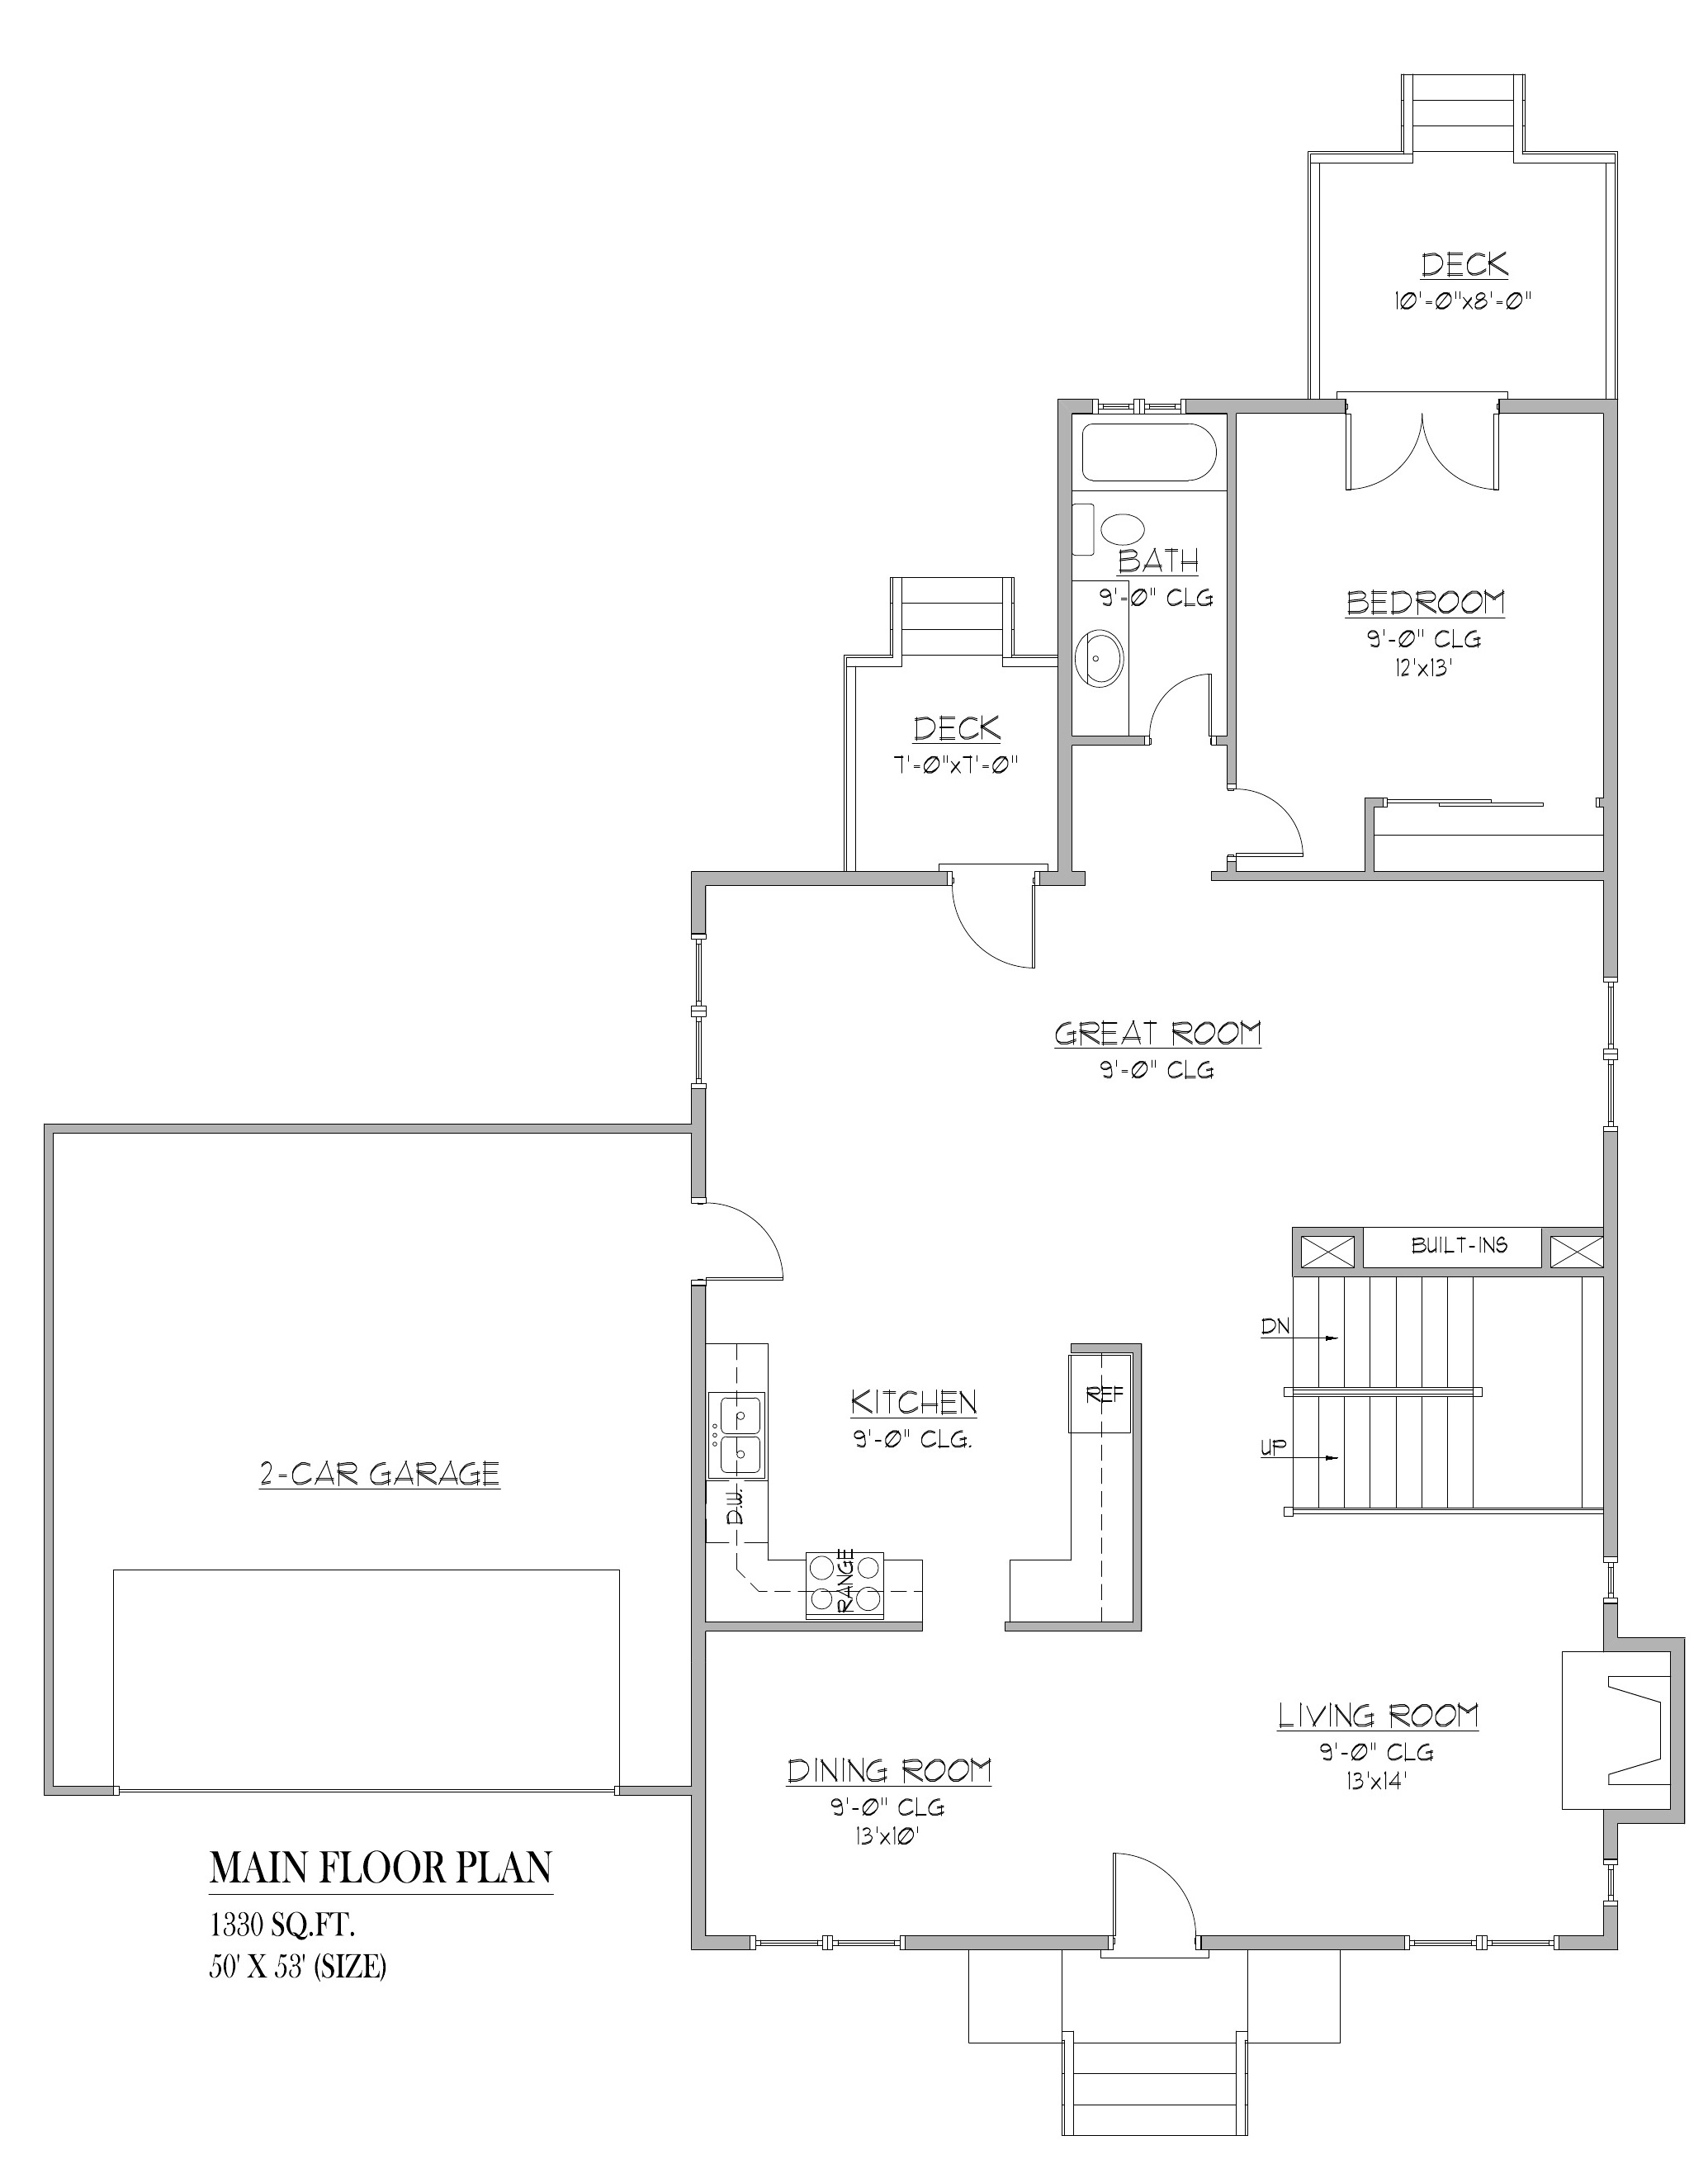 DECK
10'-0"x8'-0"
BATH
9'-0" CLG
BEDROOM
9'-0" CLG
12'x13'
DECK
7'-0"x7'-0"
GREAT ROOM
9'-0" CLG
BUILT-INS
DN
UP
KITCHEN
9'-0" CLG.
REF
D.W.
RANGE
2-CAR GARAGE
LIVING ROOM
9'-0" CLG
13'x14'
DINING ROOM
9'-0" CLG
13'x10'
MAIN FLOOR PLAN
1330 SQ.FT.
50' X 53' (SIZE)